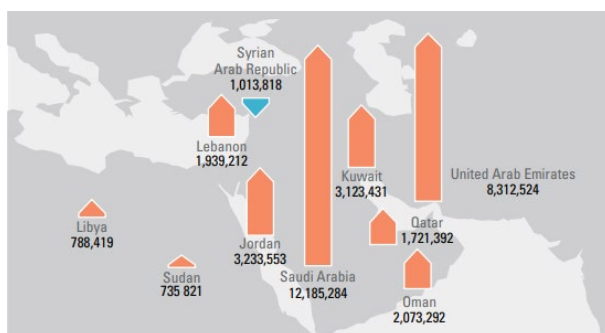 Syrian
Arab Republic
1,013,818
Lebanon
1,939,212
Kuwait
3,123,431
United Arab Emirates
8,312,524
Libya
788,419
Jordan
3,233,553
Qatar
1,721,392
Sudan
735 821
Saudi Arabia
12,185,284
Oman
2,073,292